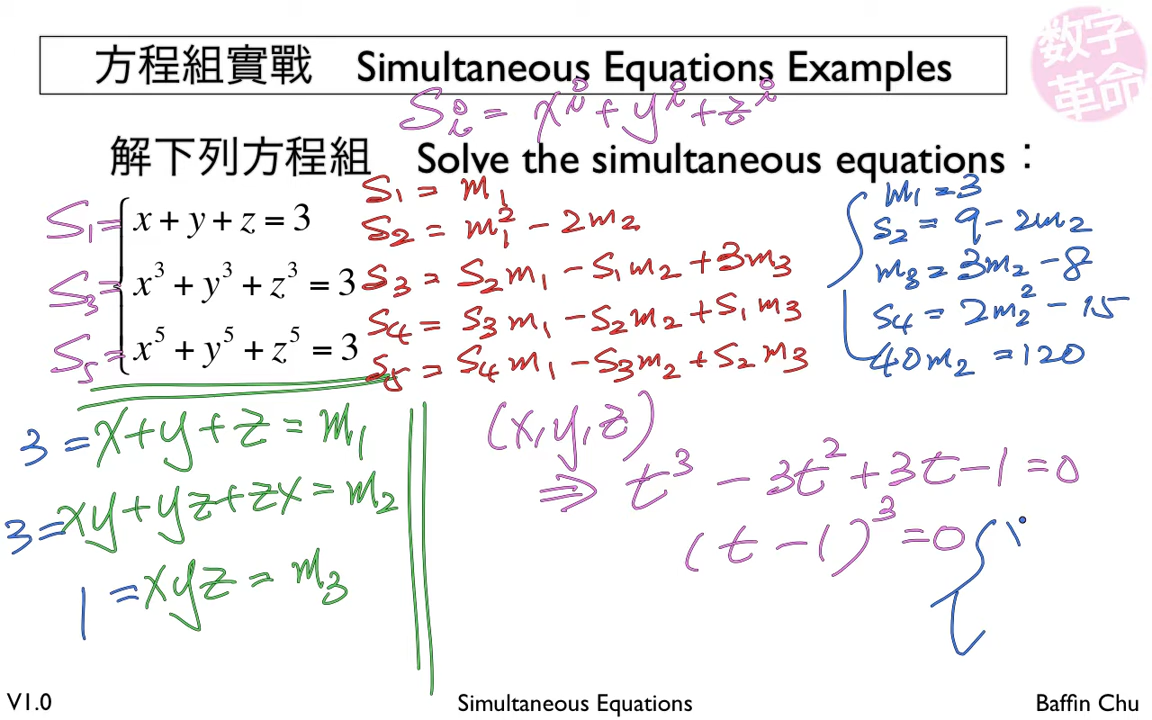 方程組實戰 Simultaneous Equations Examples
数字
革命
Sᵢ = xⁱ + yⁱ + zⁱ
解下列方程組 Solve the simultaneous equations：
S₁ = x + y + z = 3
S₃ = x³ + y³ + z³ = 3
S₅ = x⁵ + y⁵ + z⁵ = 3
S₁ = m₁
S₂ = m₁² − 2m₂
S₃ = S₂m₁ − S₁m₂ + 3m₃
S₄ = S₃m₁ − S₂m₂ + S₁m₃
S₅ = S₄m₁ − S₃m₂ + S₂m₃
m₁ = 3
S₂ = 9 − 2m₂
m₃ = 3m₂ − 8
S₄ = 2m₂² − 15
40m₂ = 120
3 = x + y + z = m₁
3 = xy + yz + zx = m₂
1 = xyz = m₃
(x, y, z)
⇒ t³ − 3t² + 3t − 1 = 0
(t − 1)³ = 0
V1.0 Simultaneous Equations Baffin Chu